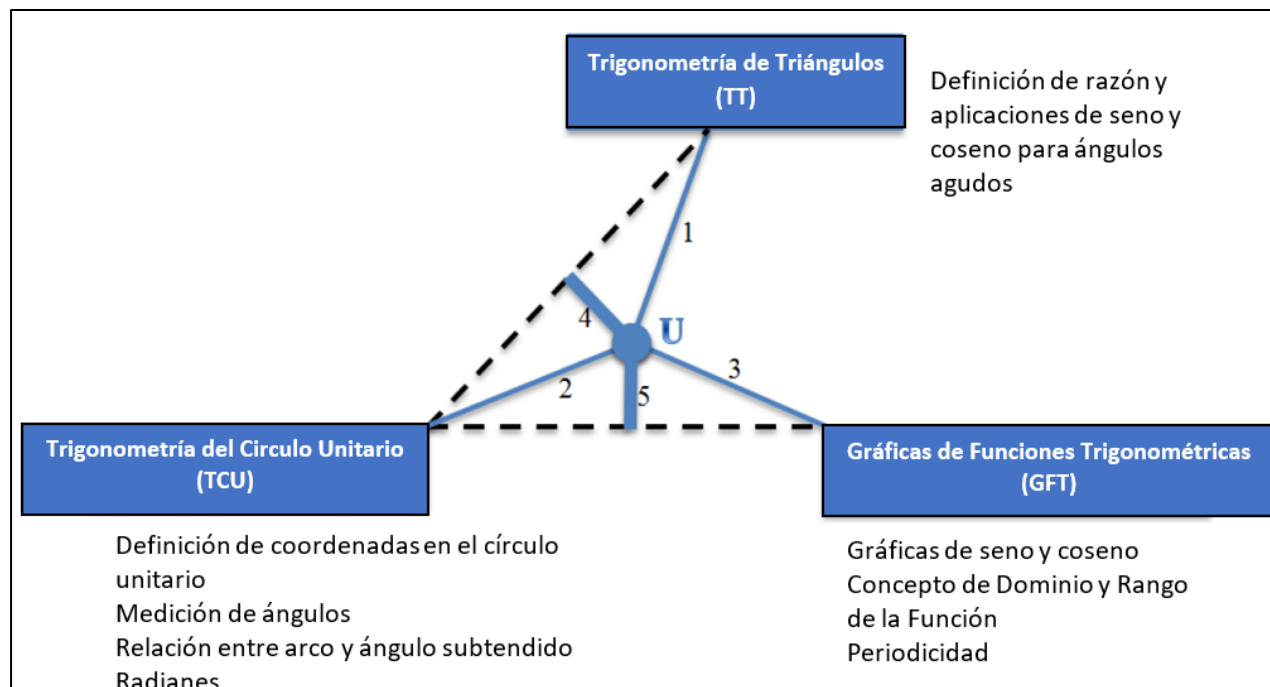 Trigonometría de Triángulos
(TT)
Definición de razón y
aplicaciones de seno y
coseno para ángulos
agudos
1
4
U
2
3
5
Trigonometría del Circulo Unitario
(TCU)
Gráficas de Funciones Trigonométricas
(GFT)
Definición de coordenadas en el círculo
unitario
Medición de ángulos
Relación entre arco y ángulo subtendido
Radianes
Gráficas de seno y coseno
Concepto de Dominio y Rango
de la Función
Periodicidad